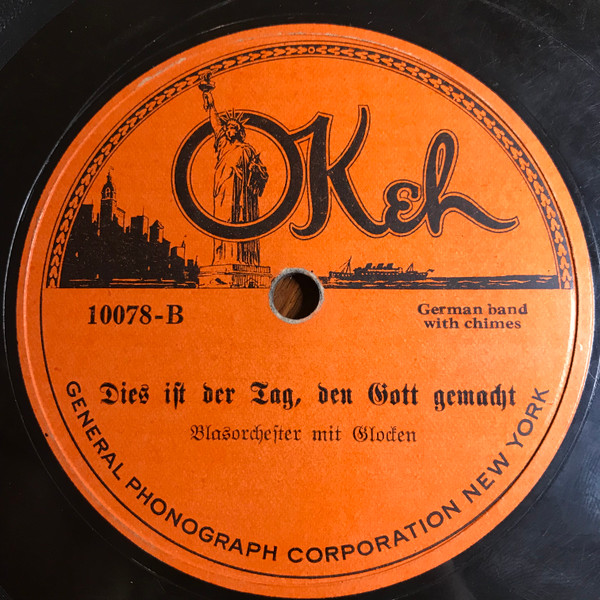 OKeh
10078-B
German band
with chimes
Dies ist der Tag, den Gott gemacht
Blasorchester mit Glocken
GENERAL PHONOGRAPH CORPORATION NEW YORK